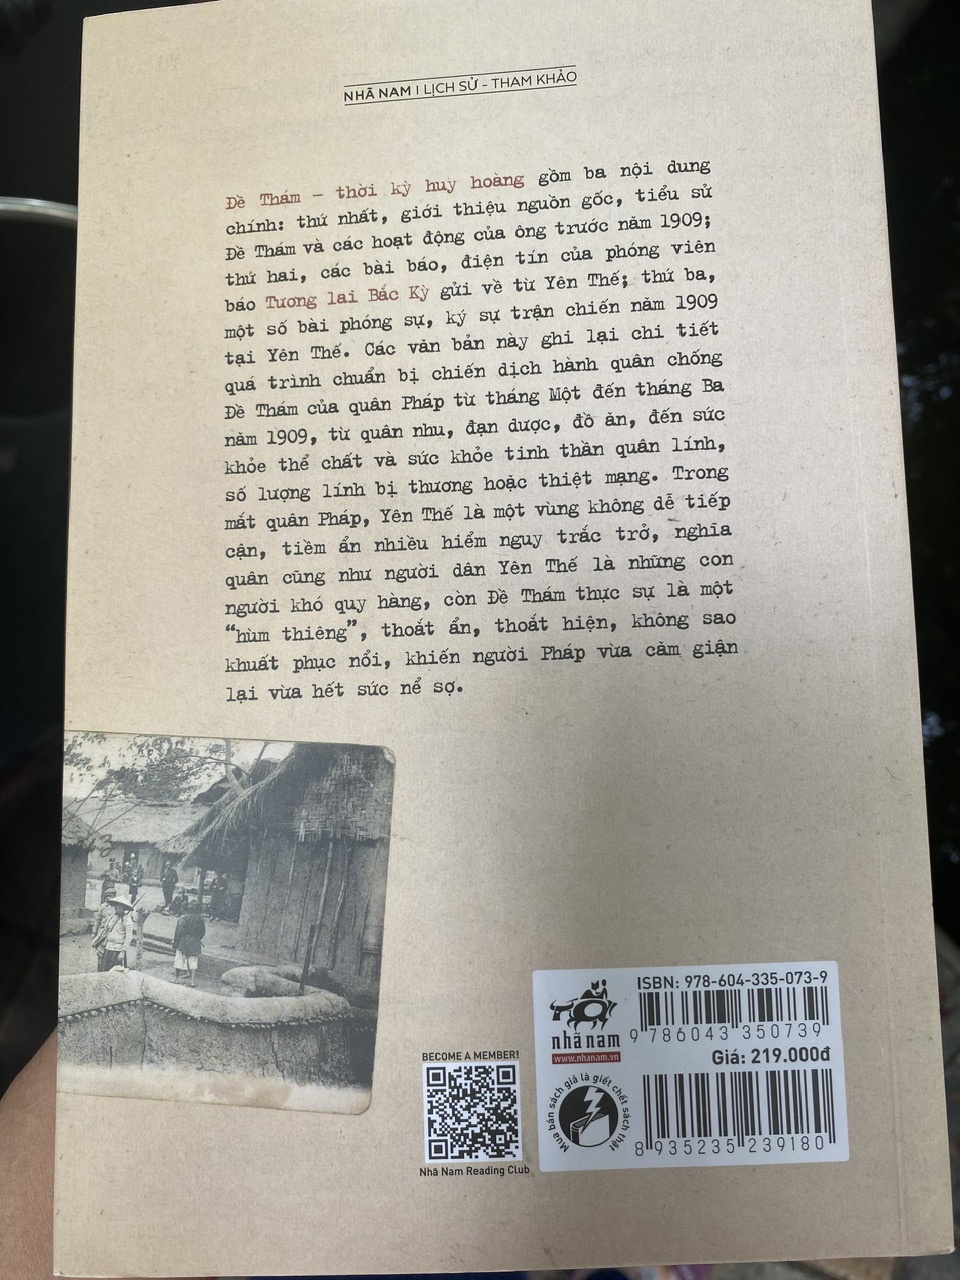 NHÃ NAM | LỊCH SỬ - THAM KHẢO
Đề Thám – thời kỳ huy hoàng gồm ba nội dung
chính: thứ nhất, giới thiệu nguồn gốc, tiểu sử
Đề Thám và các hoạt động của ông trước năm 1909;
thứ hai, các bài báo, điện tín của phóng viên
báo Tương lai Bắc Kỳ gửi về từ Yên Thế; thứ ba,
một số bài phóng sự, ký sự trận chiến năm 1909
tại Yên Thế. Các văn bản này ghi lại chi tiết
quá trình chuẩn bị chiến dịch hành quân chống
Đề Thám của quân Pháp từ tháng Một đến tháng Ba
năm 1909, từ quân nhu, đạn dược, đồ ăn, đến sức
khỏe thể chất và sức khỏe tinh thần quân lính,
số lượng lính bị thương hoặc thiệt mạng. Trong
mắt quân Pháp, Yên Thế là một vùng không dễ tiếp
cận, tiềm ẩn nhiều hiểm nguy trắc trở, nghĩa
quân cũng như người dân Yên Thế là những con
người khó quy hàng, còn Đề Thám thực sự là một
“hùm thiêng”, thoắt ẩn, thoắt hiện, không sao
khuất phục nổi, khiến người Pháp vừa căm giận
lại vừa hết sức nể sợ.
13
nhã nam
www.nhanam.vn
ISBN: 978-604-335-073-9
9 786043 350739
Giá: 219.000đ
BECOME A MEMBER!
Nhã Nam Reading Club
Mua bán sách giả là giết chết sách thật
8 935235 239180